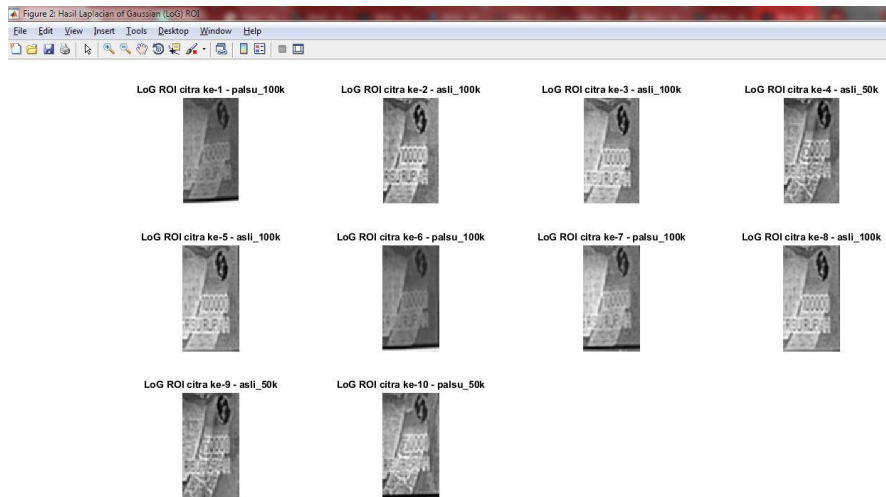 Figure 2: Hasil Laplacian of Gaussian (LoG) ROI
File Edit View Insert Tools Desktop Window Help
LoG ROI citra ke-1 - palsu_100k
LoG ROI citra ke-2 - asli_100k
LoG ROI citra ke-3 - asli_100k
LoG ROI citra ke-4 - asli_50k
LoG ROI citra ke-5 - asli_100k
LoG ROI citra ke-6 - palsu_100k
LoG ROI citra ke-7 - palsu_100k
LoG ROI citra ke-8 - asli_100k
LoG ROI citra ke-9 - asli_50k
LoG ROI citra ke-10 - palsu_50k